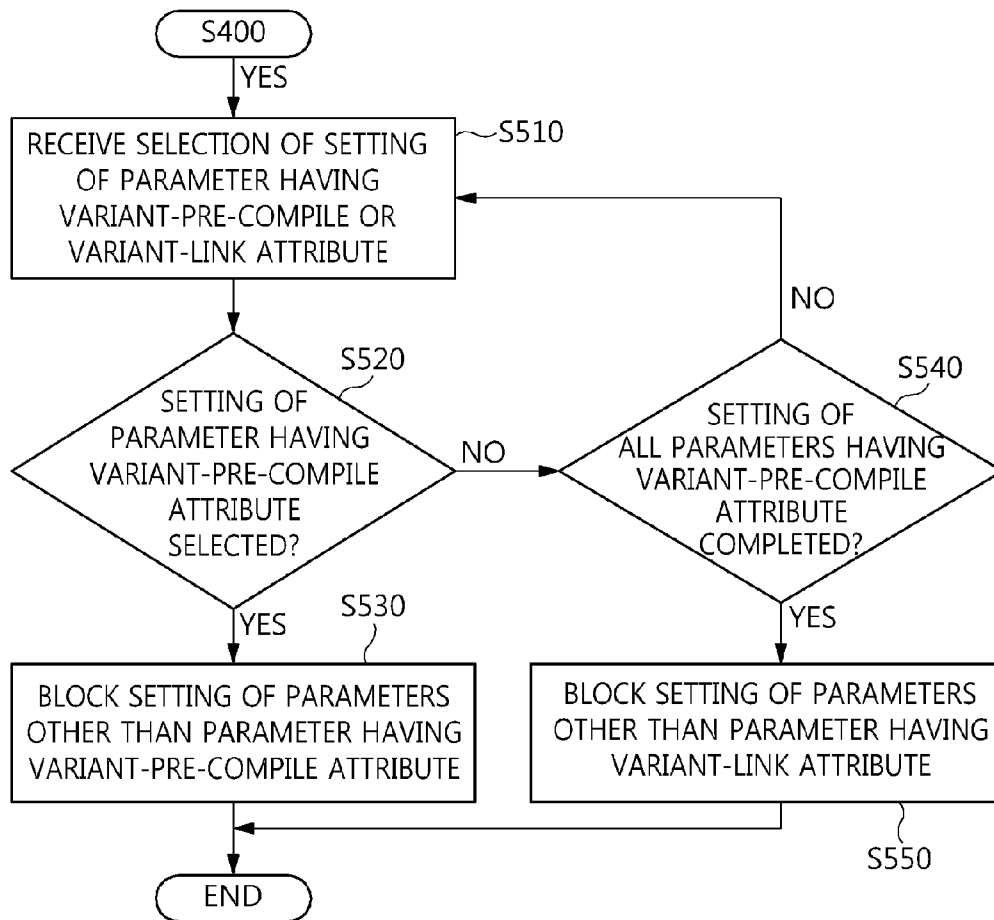 S400
YES
RECEIVE SELECTION OF SETTING
OF PARAMETER HAVING
VARIANT-PRE-COMPILE OR
VARIANT-LINK ATTRIBUTE
S510
NO
S520
SETTING OF
PARAMETER HAVING
VARIANT-PRE-COMPILE
ATTRIBUTE
SELECTED?
NO
S540
SETTING OF
ALL PARAMETERS HAVING
VARIANT-PRE-COMPILE
ATTRIBUTE
COMPLETED?
YES
S530
BLOCK SETTING OF PARAMETERS
OTHER THAN PARAMETER HAVING
VARIANT-PRE-COMPILE ATTRIBUTE
YES
BLOCK SETTING OF PARAMETERS
OTHER THAN PARAMETER HAVING
VARIANT-LINK ATTRIBUTE
S550
END